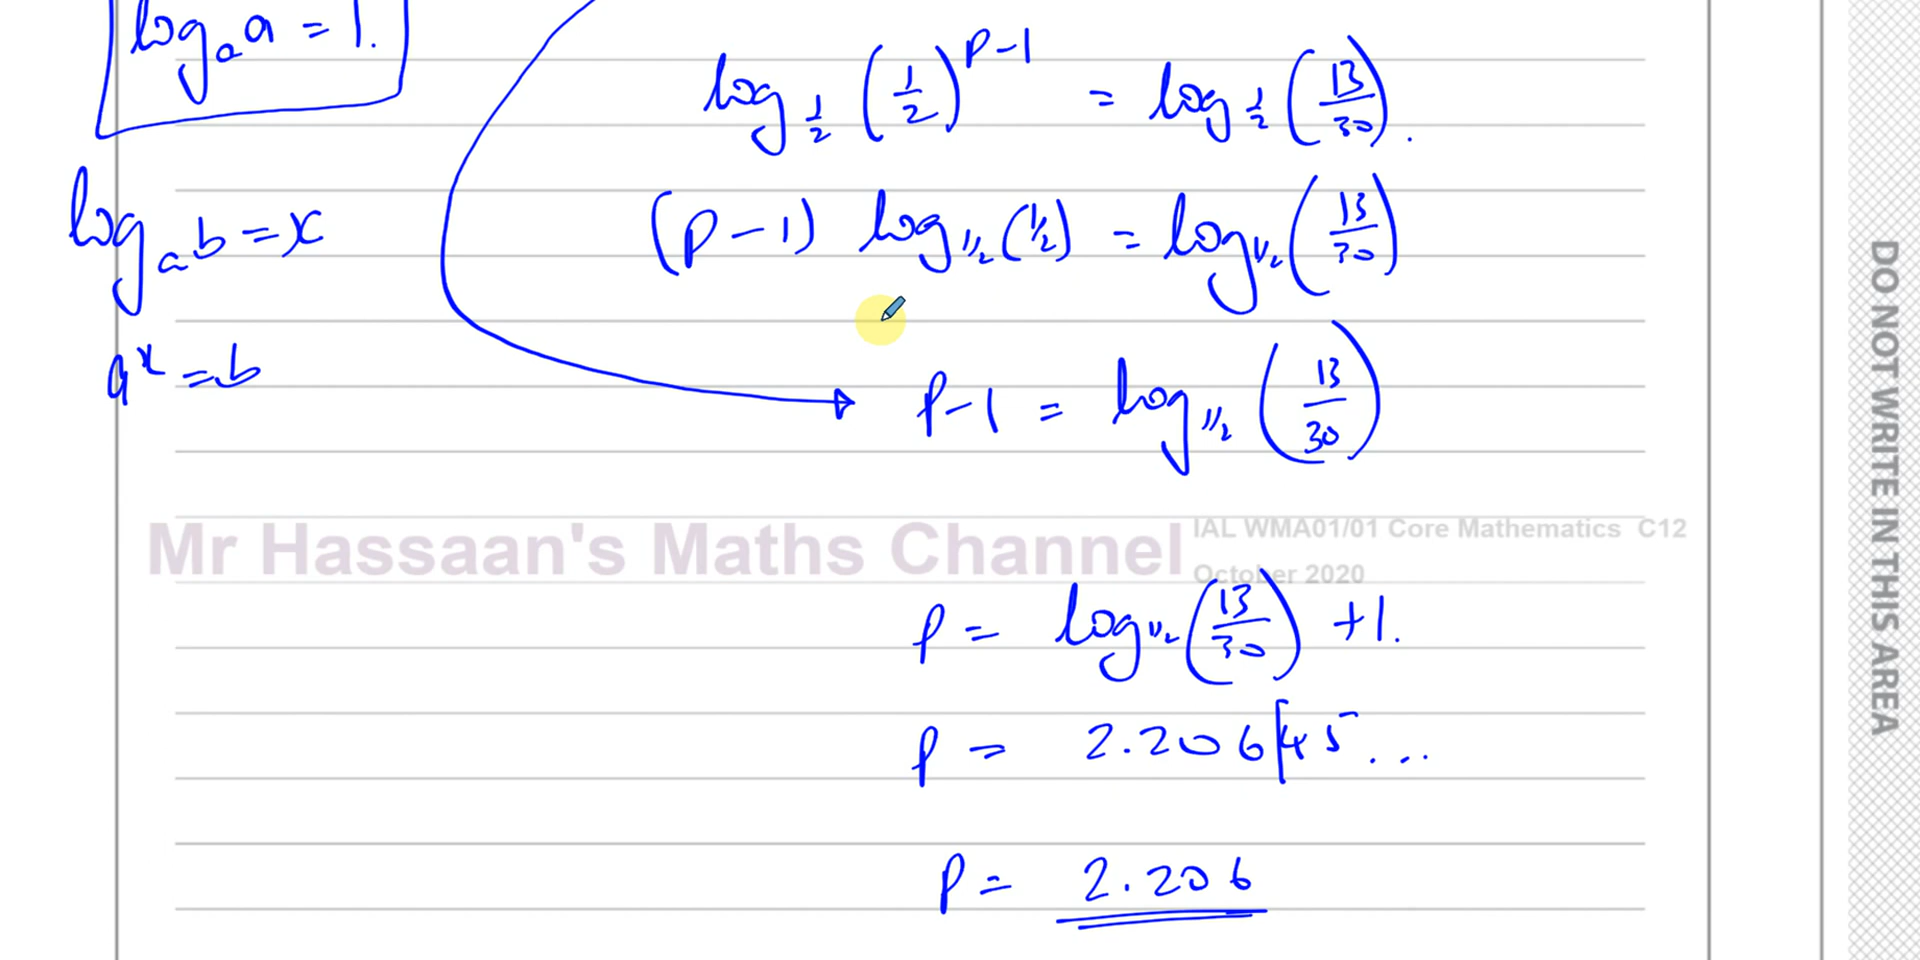 logₐ a = 1.
log_{1/2} (1/2)^{p-1} = log_{1/2} (13/30).
logₐ b = x
(p-1) log_{1/2} (1/2) = log_{1/2} (13/30)
a^x = b
p-1 = log_{1/2} (13/30)
Mr Hassaan's Maths Channel
IAL WMA01/01 Core Mathematics C12
October 2020
p = log_{1/2} (13/30) + 1.
p = 2.206|45...
p = 2.206
DO NOT WRITE IN THIS AREA